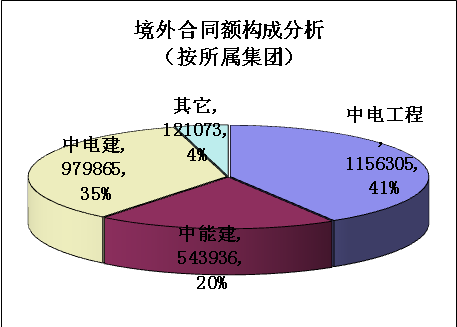 境外合同额构成分析
（按所属集团）
其它,
121073,
4%
中电工程
,
1156305,
41%
中电建,
979865,
35%
中能建,
543936,
20%